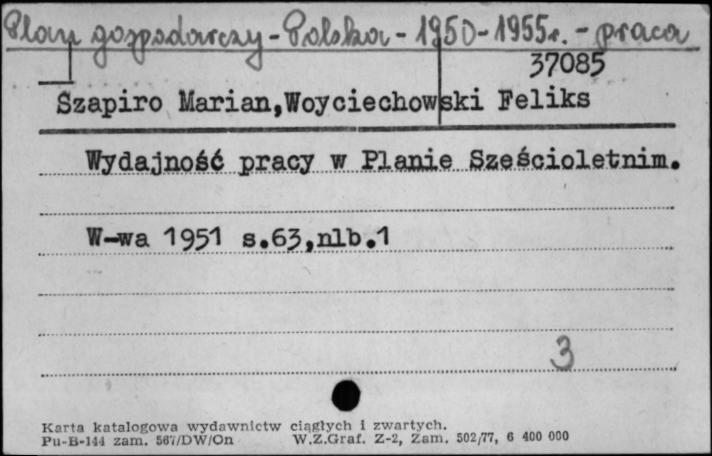 Plan gospodarczy - Polska - 1950-1955r. - praca
37085
Szapiro Marian,Woyciechowski Feliks
Wydajność pracy w Planie Sześcioletnim.
W-wa 1951 s.63,nlb.1
3
Karta katalogowa wydawnictw ciągłych i zwartych.
Pu-B-144 zam. 567/DW/On W.Z.Graf. Z-2, Zam. 502/77, 6 400 000